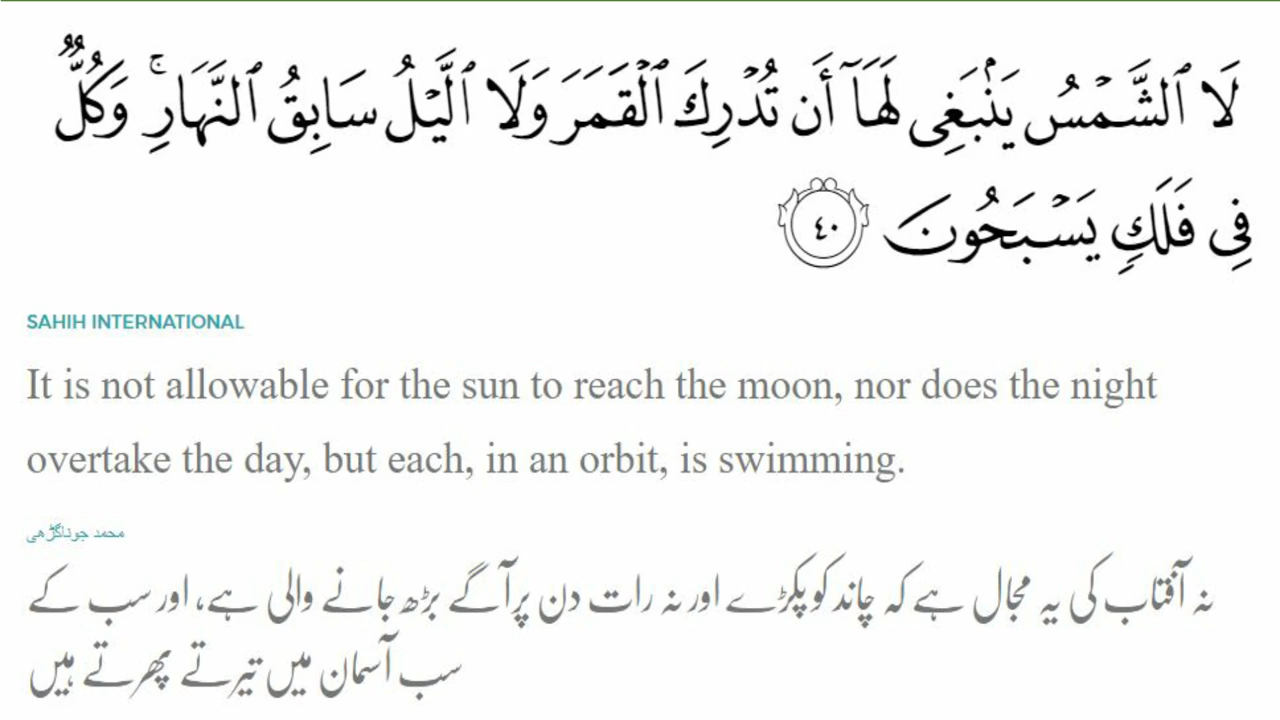 لَا ٱلشَّمْسُ يَنۢبَغِى لَهَآ أَن تُدْرِكَ ٱلْقَمَرَ وَلَا ٱلَّيْلُ سَابِقُ ٱلنَّهَارِ ۚ وَكُلٌّ
فِى فَلَكٍ يَسْبَحُونَ ٤٠
SAHIH INTERNATIONAL
It is not allowable for the sun to reach the moon, nor does the night
overtake the day, but each, in an orbit, is swimming.
محمد جوناگڑھی
نہ آفتاب کی یہ مجال ہے کہ چاند کو پکڑے اور نہ رات دن پرآگے بڑھ جانے والی ہے، اور سب کے
سب آسمان میں تیرتے پھرتے ہیں